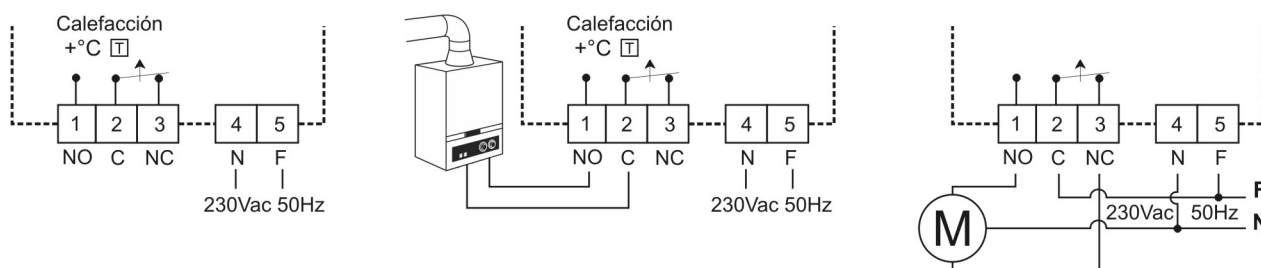 Calefacción
+°C T
1 2 3 4 5
NO C NC N F
230Vac 50Hz
Calefacción
+°C T
1 2 3 4 5
NO C NC N F
230Vac 50Hz
1 2 3 4 5
NO C NC N F
F
230Vac 50Hz
M
N